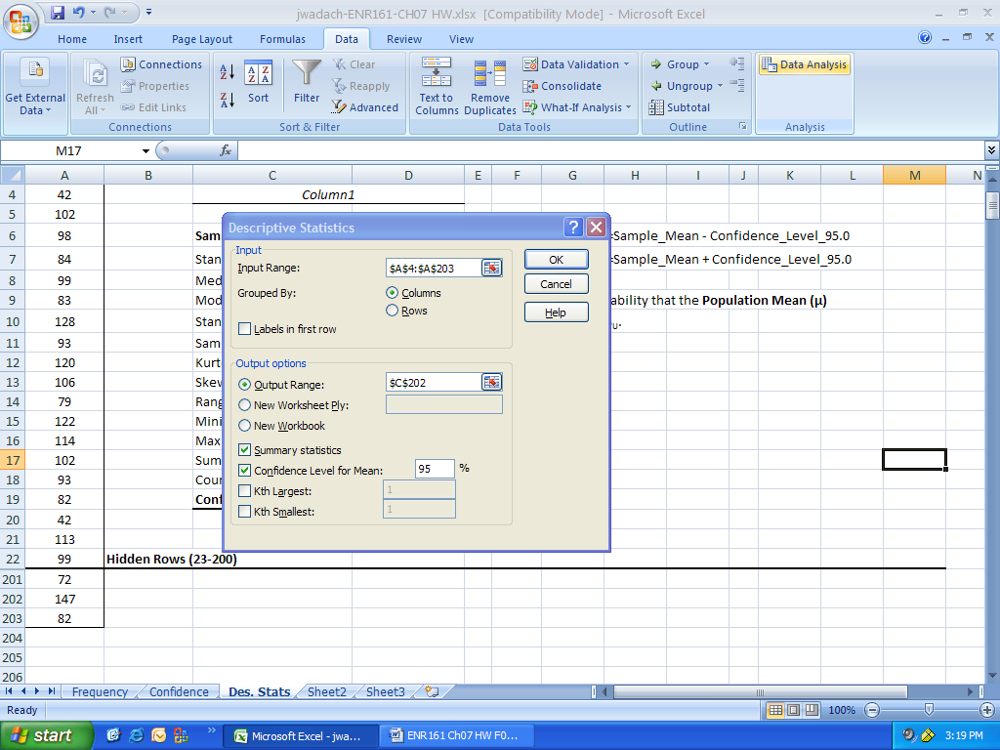 jwadach-ENR161-CH07 HW.xlsx [Compatibility Mode] - Microsoft Excel
Home Insert Page Layout Formulas Data Review View
Get External Data
Refresh All
Connections
Properties
Edit Links
Connections
Sort
Filter
Clear
Reapply
Advanced
Sort & Filter
Text to Columns
Remove Duplicates
Data Validation
Consolidate
What-If Analysis
Data Tools
Group
Ungroup
Subtotal
Outline
Data Analysis
Analysis
M17 fx
A B C D E F G H I J K L M N
4 42 Column1
5 102
6 98 Sam =Sample_Mean - Confidence_Level_95.0
7 84 Stan =Sample_Mean + Confidence_Level_95.0
8 99 Med
9 83 Mod ability that the Population Mean (μ)
10 128 Stan
11 93 Sam
12 120 Kurt
13 106 Skev
14 79 Rang
15 122 Mini
16 114 Max
17 102 Sum
18 93 Cour
19 82 Conf
20 42
21 113
22 99 Hidden Rows (23-200)
201 72
202 147
203 82
204
205
206
Descriptive Statistics
Input
Input Range: $A$4:$A$203
Grouped By: Columns
Rows
Labels in first row
OK
Cancel
Help
Output options
Output Range: $C$202
New Worksheet Ply:
New Workbook
Summary statistics
Confidence Level for Mean: 95 %
Kth Largest: 1
Kth Smallest: 1
Frequency Confidence Des. Stats Sheet2 Sheet3
Ready 100%
start Microsoft Excel - jwa... ENR161 Ch07 HW F0... 3:19 PM